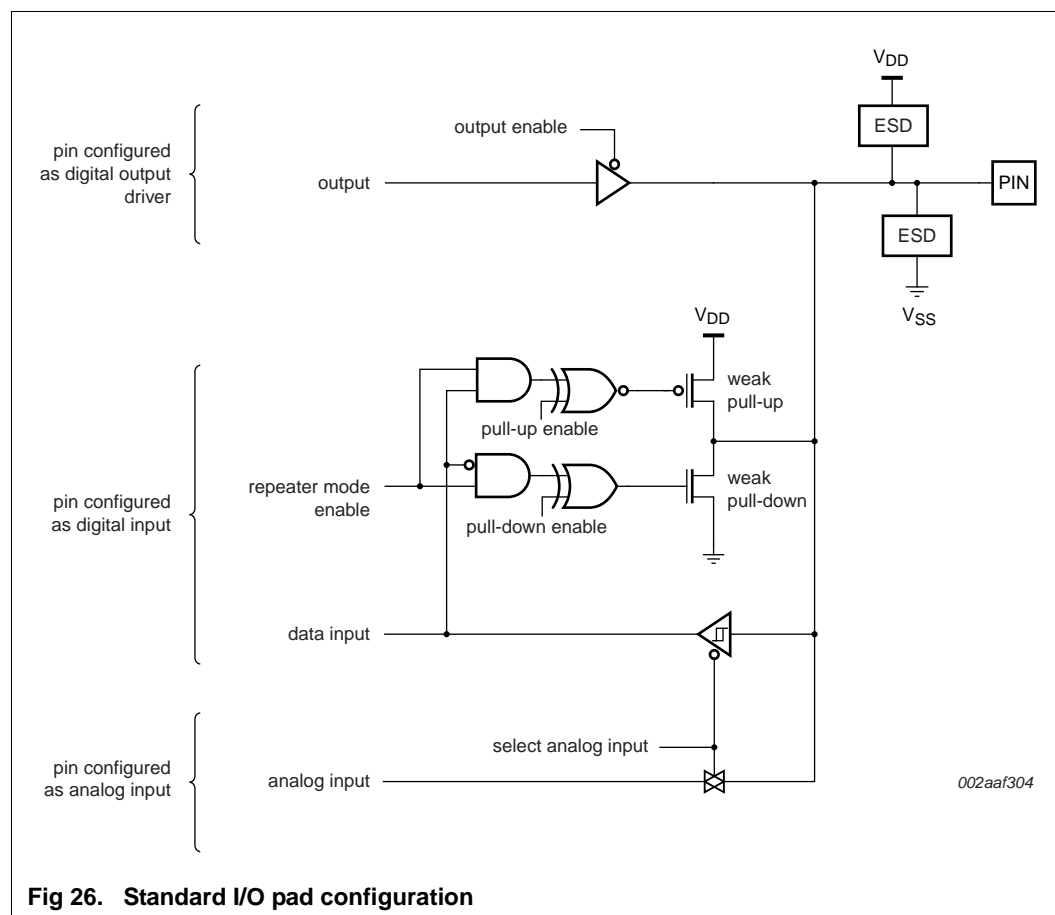 VDD
ESD
output enable
pin configured
as digital output
driver
output
PIN
ESD
VSS
VDD
weak
pull-up
pull-up enable
pin configured
as digital input
repeater mode
enable
weak
pull-down
pull-down enable
data input
select analog input
pin configured
as analog input
analog input
002aaf304
Fig 26. Standard I/O pad configuration